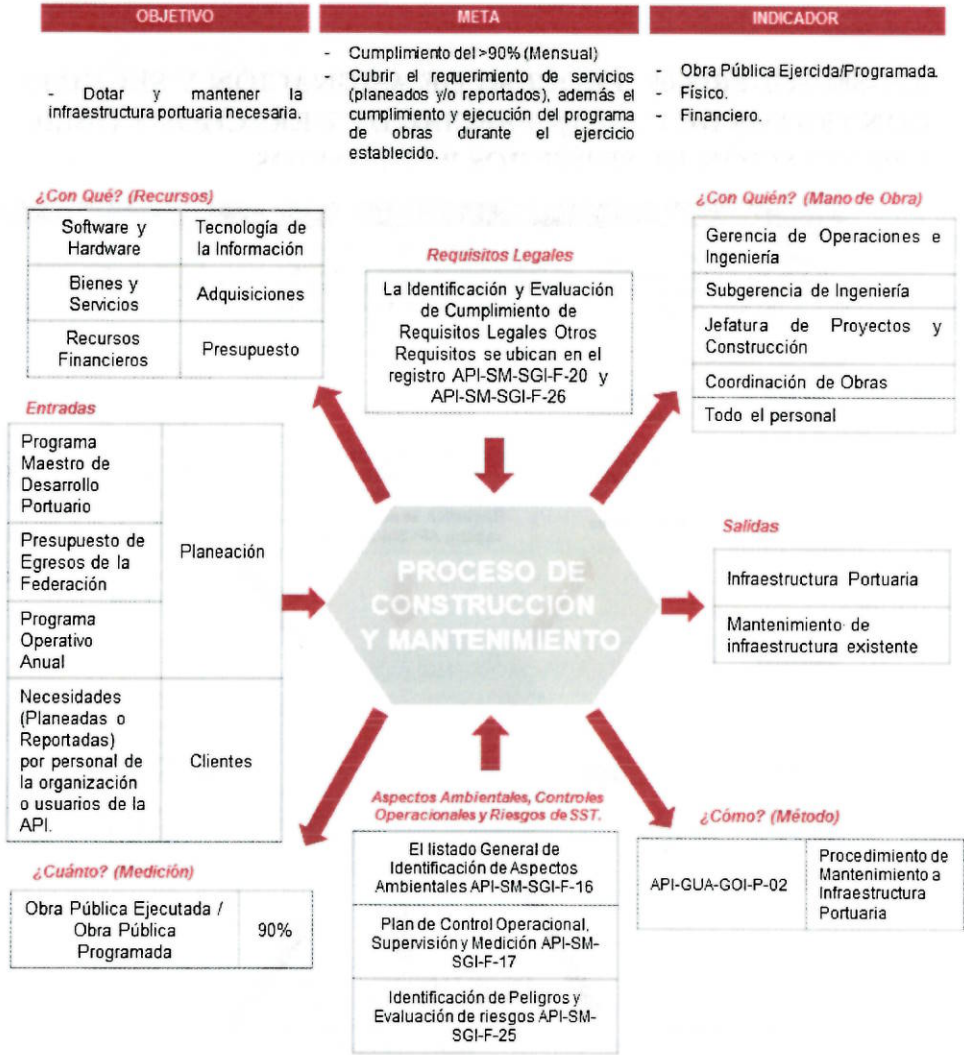 OBJETIVO
META
INDICADOR
- Dotar y mantener la
infraestructura portuaria necesaria.
- Cumplimiento del >90% (Mensual)
- Cubrir el requerimiento de servicios
(planeados y/o reportados), además el
cumplimiento y ejecución del programa
de obras durante el ejercicio
establecido.
- Obra Pública Ejercida/Programada.
- Físico.
- Financiero.
¿Con Qué? (Recursos)
Software y
Hardware
Tecnología de
la Información
Bienes y
Servicios
Adquisiciones
Recursos
Financieros
Presupuesto
Requisitos Legales
La Identificación y Evaluación
de Cumplimiento de
Requisitos Legales Otros
Requisitos se ubican en el
registro API-SM-SGI-F-20 y
API-SM-SGI-F-26
¿Con Quién? (Mano de Obra)
Gerencia de Operaciones e
Ingeniería
Subgerencia de Ingeniería
Jefatura de Proyectos y
Construcción
Coordinación de Obras
Todo el personal
Entradas
Programa
Maestro de
Desarrollo
Portuario
Presupuesto de
Egresos de la
Federación
Programa
Operativo
Anual
Planeación
Necesidades
(Planeadas o
Reportadas)
por personal de
la organización
o usuarios de la
API.
Clientes
PROCESO DE
CONSTRUCCIÓN
Y MANTENIMIENTO
Salidas
Infraestructura Portuaria
Mantenimiento de
infraestructura existente
¿Cuánto? (Medición)
Obra Pública Ejecutada /
Obra Pública
Programada
90%
Aspectos Ambientales, Controles
Operacionales y Riesgos de SST.
El listado General de
Identificación de Aspectos
Ambientales API-SM-SGI-F-16
Plan de Control Operacional,
Supervisión y Medición API-SM-
SGI-F-17
Identificación de Peligros y
Evaluación de riesgos API-SM-
SGI-F-25
¿Cómo? (Método)
API-GUA-GOI-P-02
Procedimiento de
Mantenimiento a
Infraestructura
Portuaria